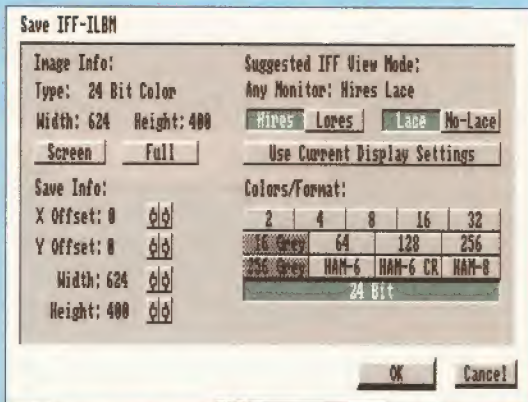 Save IFF-ILBM
Image Info:
Type: 24 Bit Color
Width: 624 Height: 400
Screen Full
Save Info:
X Offset: 0
Y Offset: 0
Width: 624
Height: 400
Suggested IFF View Mode:
Any Monitor: Hires Lace
Hires Lores Lace No-Lace
Use Current Display Settings
Colors/Format:
2 4 8 16 32
16 Grey 64 128 256
256 Grey HAM-6 HAM-6 CR HAM-8
24 Bit
OK Cancel